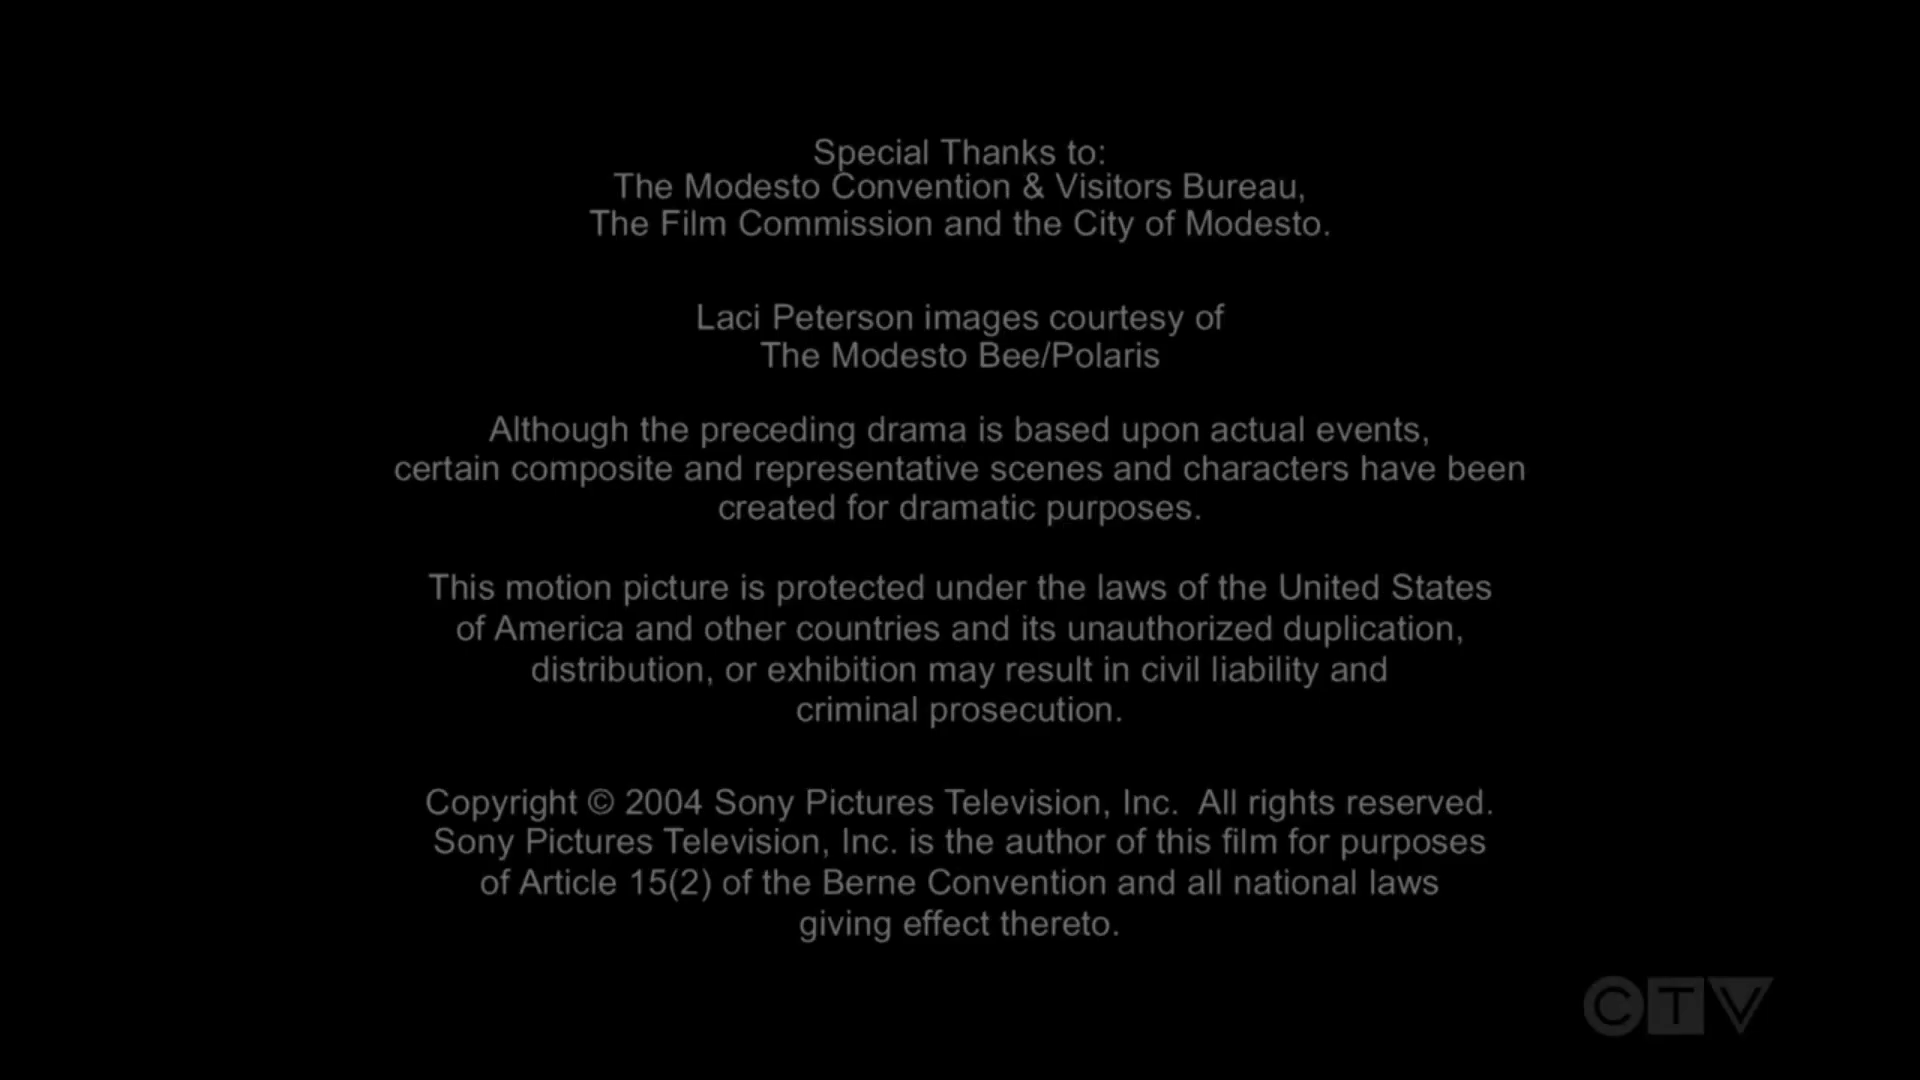 Special Thanks to:
The Modesto Convention & Visitors Bureau,
The Film Commission and the City of Modesto.
Laci Peterson images courtesy of
The Modesto Bee/Polaris
Although the preceding drama is based upon actual events,
certain composite and representative scenes and characters have been
created for dramatic purposes.
This motion picture is protected under the laws of the United States
of America and other countries and its unauthorized duplication,
distribution, or exhibition may result in civil liability and
criminal prosecution.
Copyright © 2004 Sony Pictures Television, Inc.  All rights reserved.
Sony Pictures Television, Inc. is the author of this film for purposes
of Article 15(2) of the Berne Convention and all national laws
giving effect thereto.
CTV